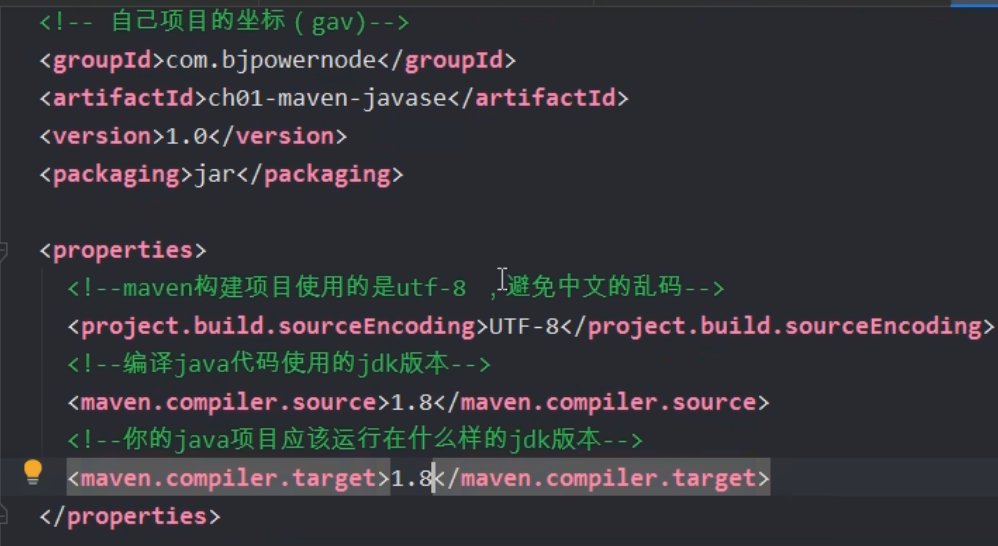 <!-- 自己项目的坐标（gav)-->
<groupId>com.bjpowernode</groupId>
<artifactId>ch01-maven-javase</artifactId>
<version>1.0</version>
<packaging>jar</packaging>
<properties>
<!--maven构建项目使用的是utf-8 ，避免中文的乱码-->
<project.build.sourceEncoding>UTF-8</project.build.sourceEncoding>
<!--编译java代码使用的jdk版本-->
<maven.compiler.source>1.8</maven.compiler.source>
<!--你的java项目应该运行在什么样的jdk版本-->
<maven.compiler.target>1.8</maven.compiler.target>
</properties>